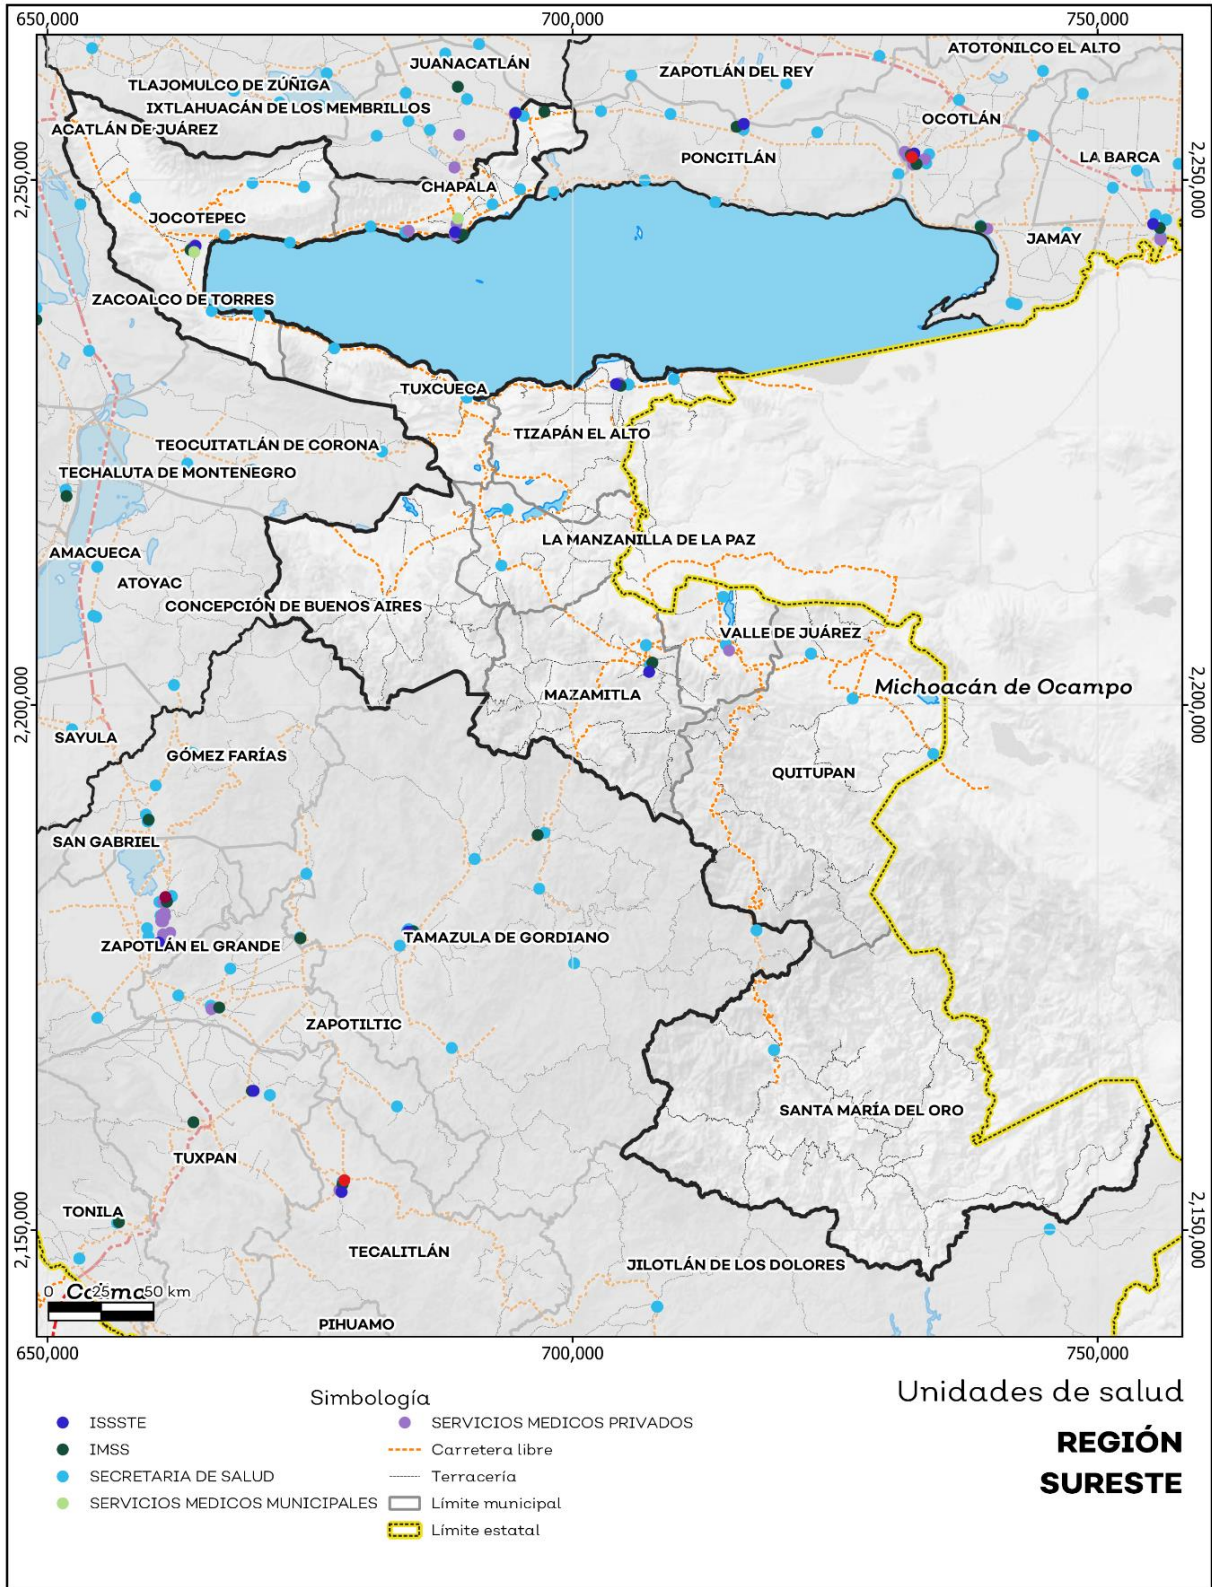 650,000
700,000
750,000
ATOTONILCO EL ALTO
JUANACATLÁN
ZAPOTLÁN DEL REY
TLAJOMULCO DE ZÚÑIGA
IXTLAHUACÁN DE LOS MEMBRILLOS
OCOTLÁN
ACATLÁN DE JUÁREZ
PONCITLÁN
LA BARCA
2,250,000
2,250,000
CHAPALA
JOCOTEPEC
JAMAY
ZACOALCO DE TORRES
TUXCUECA
TIZAPÁN EL ALTO
TEOCUITATLÁN DE CORONA
TECHALUTA DE MONTENEGRO
LA MANZANILLA DE LA PAZ
AMACUECA
ATOYAC
CONCEPCIÓN DE BUENOS AIRES
VALLE DE JUÁREZ
Michoacán de Ocampo
MAZAMITLA
2,200,000
2,200,000
SAYULA
GÓMEZ FARÍAS
QUITUPAN
SAN GABRIEL
ZAPOTLÁN EL GRANDE
TAMAZULA DE GORDIANO
ZAPOTILTIC
SANTA MARÍA DEL ORO
TUXPAN
TONILA
TECALITLÁN
JILOTLÁN DE LOS DOLORES
2,150,000
2,150,000
Colima
0 25 50 km
PIHUAMO
650,000
700,000
750,000
Simbología
ISSSTE
IMSS
SECRETARIA DE SALUD
SERVICIOS MEDICOS MUNICIPALES
SERVICIOS MEDICOS PRIVADOS
Carretera libre
Terracería
Límite municipal
Límite estatal
Unidades de salud
REGIÓN
SURESTE